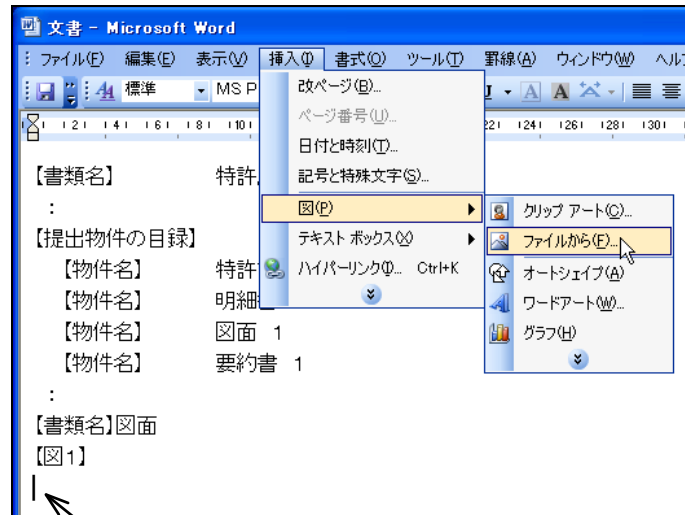 文書 - Microsoft Word
ファイル(F) 編集(E) 表示(V) 挿入(I) 書式(O) ツール(T) 罫線(A) ウィンドウ(W)
標準 MS P
改ページ(B)...
ページ番号(U)...
日付と時刻(T)...
記号と特殊文字(S)...
図(P)
テキスト ボックス(X)
ハイパーリンク(I)... Ctrl+K
クリップ アート(C)...
ファイルから(F)...
オートシェイプ(A)
ワードアート(W)...
グラフ(H)
【書類名】 特許
:
【提出物件の目録】
【物件名】 特許
【物件名】 明細
【物件名】 図面 1
【物件名】 要約書 1
:
【書類名】図面
【図1】